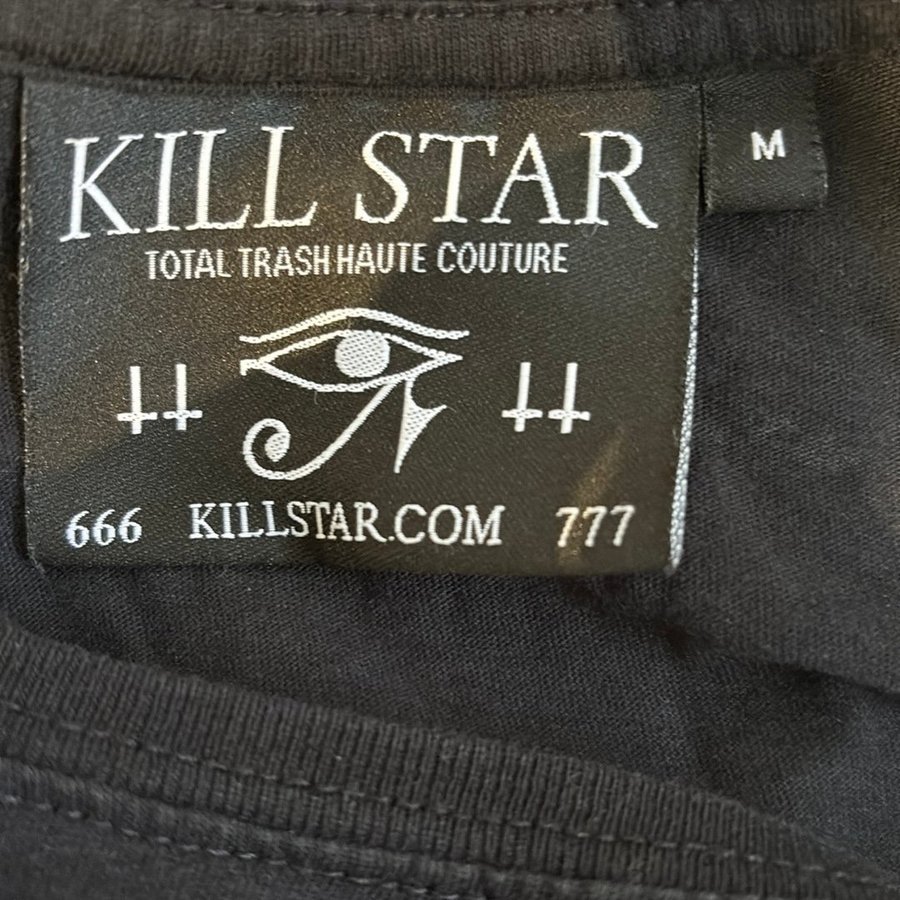 KILL STAR
M
TOTAL TRASH HAUTE COUTURE
666 KILLSTAR.COM 777